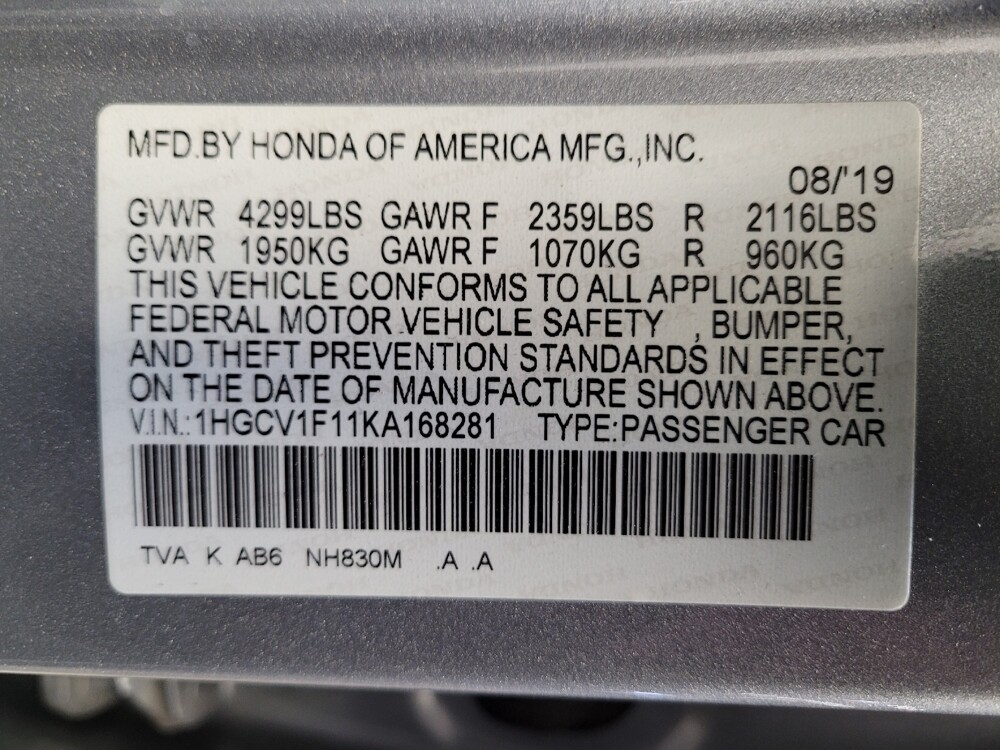 MFD.BY HONDA OF AMERICA MFG.,INC.
08/'19
GVWR 4299LBS GAWR F 2359LBS R 2116LBS
GVWR 1950KG GAWR F 1070KG R 960KG
THIS VEHICLE CONFORMS TO ALL APPLICABLE
FEDERAL MOTOR VEHICLE SAFETY , BUMPER,
AND THEFT PREVENTION STANDARDS IN EFFECT
ON THE DATE OF MANUFACTURE SHOWN ABOVE.
V.I.N.:1HGCV1F11KA168281 TYPE:PASSENGER CAR
TVA K AB6 NH830M .A .A